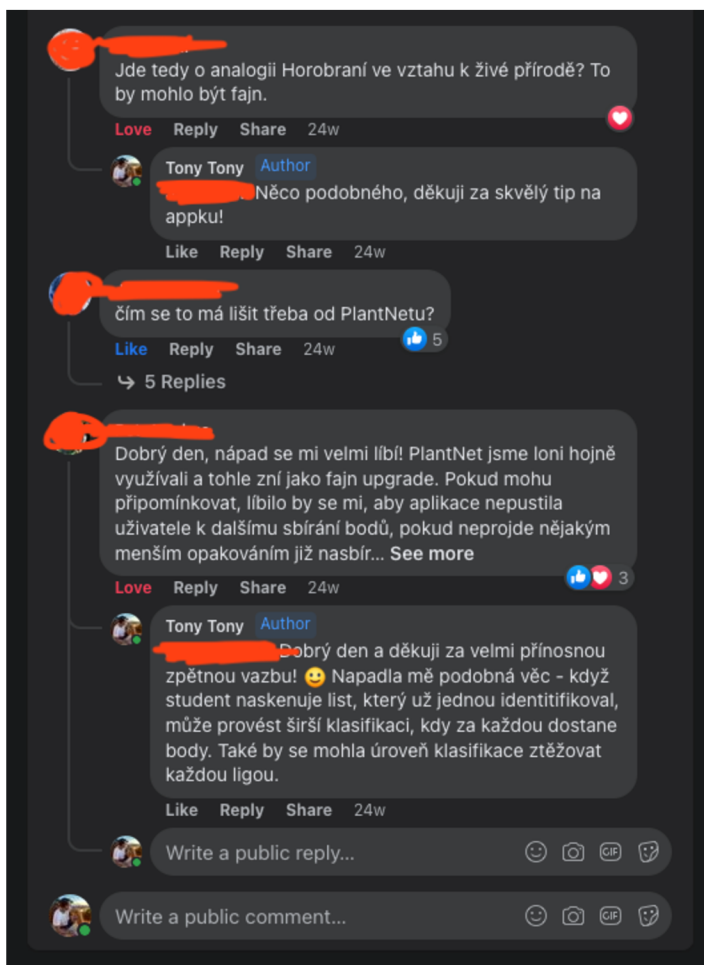 Jde tedy o analogii Horobraní ve vztahu k živé přírodě? To
by mohlo být fajn.
Love Reply Share 24w
Tony Tony Author
Něco podobného, děkuji za skvělý tip na
appku!
Like Reply Share 24w
čím se to má lišit třeba od PlantNetu?
5
Like Reply Share 24w
5 Replies
Dobrý den, nápad se mi velmi líbí! PlantNet jsme loni hojně
využívali a tohle zní jako fajn upgrade. Pokud mohu
připomínkovat, líbilo by se mi, aby aplikace nepustila
uživatele k dalšímu sbírání bodů, pokud neprojde nějakým
menším opakováním již nasbír... See more
3
Love Reply Share 24w
Tony Tony Author
Dobrý den a děkuji za velmi přínosnou
zpětnou vazbu! 🙂 Napadla mě podobná věc - když
student naskenuje list, který už jednou identitifikoval,
může provést širší klasifikaci, kdy za každou dostane
body. Také by se mohla úroveň klasifikace ztěžovat
každou ligou.
Like Reply Share 24w
Write a public reply...
GIF
Write a public comment...
GIF